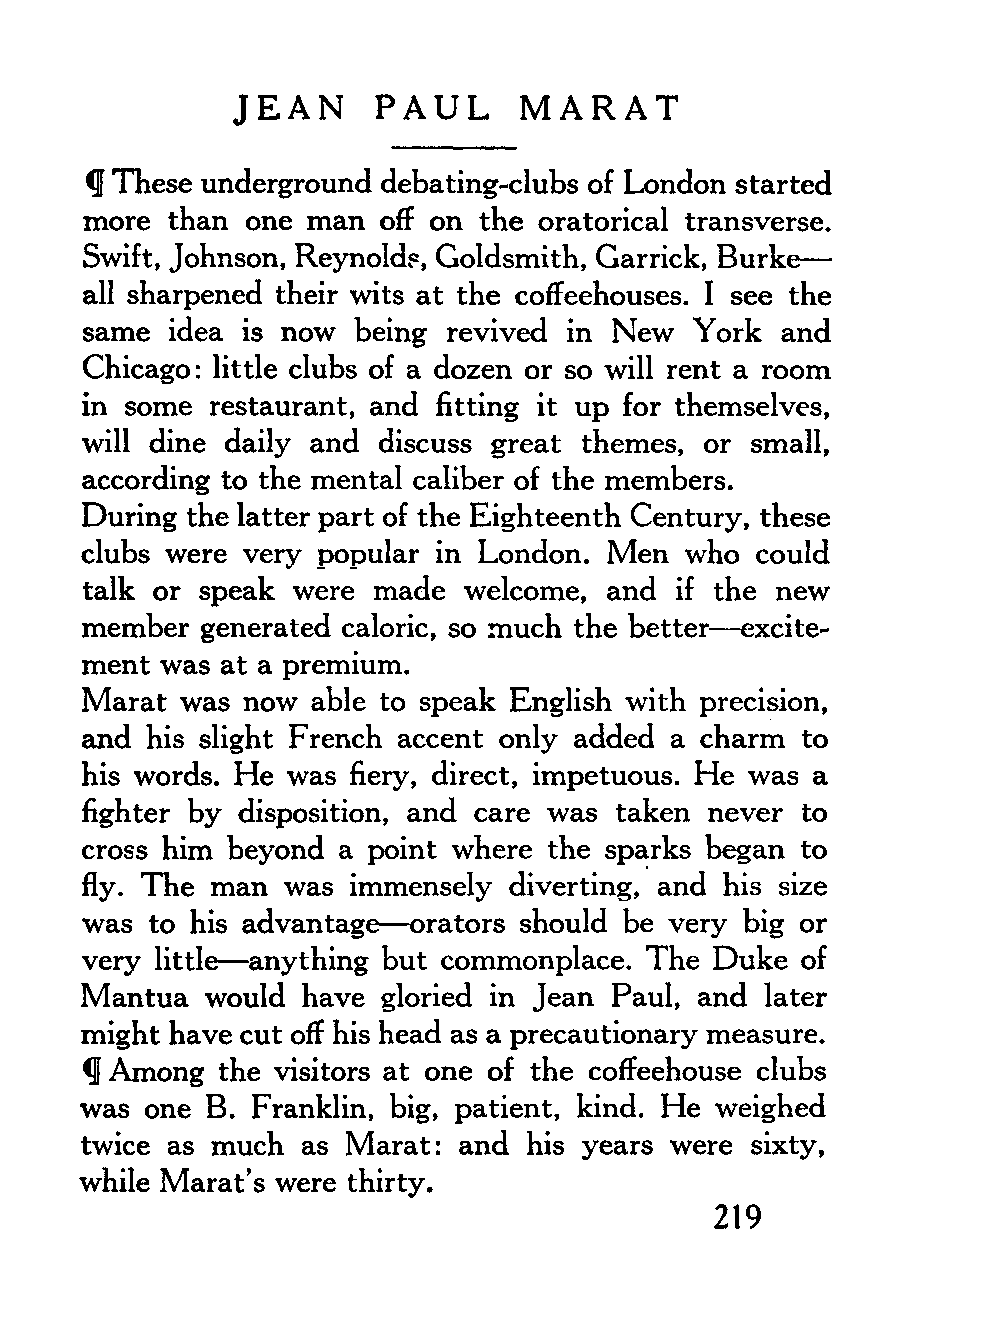 JEAN PAUL MARAT
¶ These underground debating-clubs of London started
more than one man off on the oratorical transverse.
Swift, Johnson, Reynolds, Goldsmith, Garrick, Burke—
all sharpened their wits at the coffeehouses. I see the
same idea is now being revived in New York and
Chicago: little clubs of a dozen or so will rent a room
in some restaurant, and fitting it up for themselves,
will dine daily and discuss great themes, or small,
according to the mental caliber of the members.
During the latter part of the Eighteenth Century, these
clubs were very popular in London. Men who could
talk or speak were made welcome, and if the new
member generated caloric, so much the better—excite-
ment was at a premium.
Marat was now able to speak English with precision,
and his slight French accent only added a charm to
his words. He was fiery, direct, impetuous. He was a
fighter by disposition, and care was taken never to
cross him beyond a point where the sparks began to
fly. The man was immensely diverting, and his size
was to his advantage—orators should be very big or
very little—anything but commonplace. The Duke of
Mantua would have gloried in Jean Paul, and later
might have cut off his head as a precautionary measure.
¶ Among the visitors at one of the coffeehouse clubs
was one B. Franklin, big, patient, kind. He weighed
twice as much as Marat: and his years were sixty,
while Marat's were thirty.
219